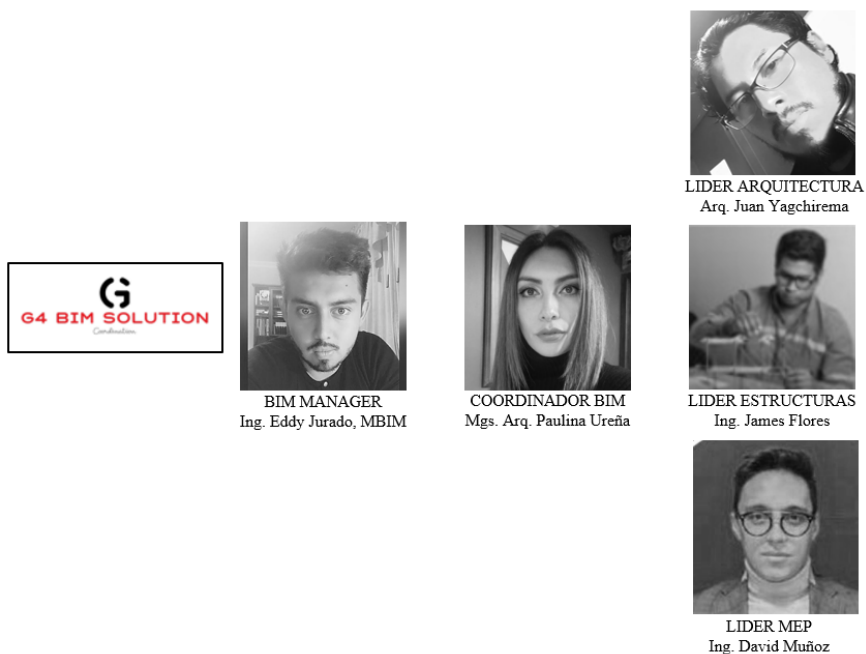 G4 BIM SOLUTION
Coordination
BIM MANAGER
Ing. Eddy Jurado, MBIM
COORDINADOR BIM
Mgs. Arq. Paulina Ureña
LIDER ARQUITECTURA
Arq. Juan Yagchirema
LIDER ESTRUCTURAS
Ing. James Flores
LIDER MEP
Ing. David Muñoz